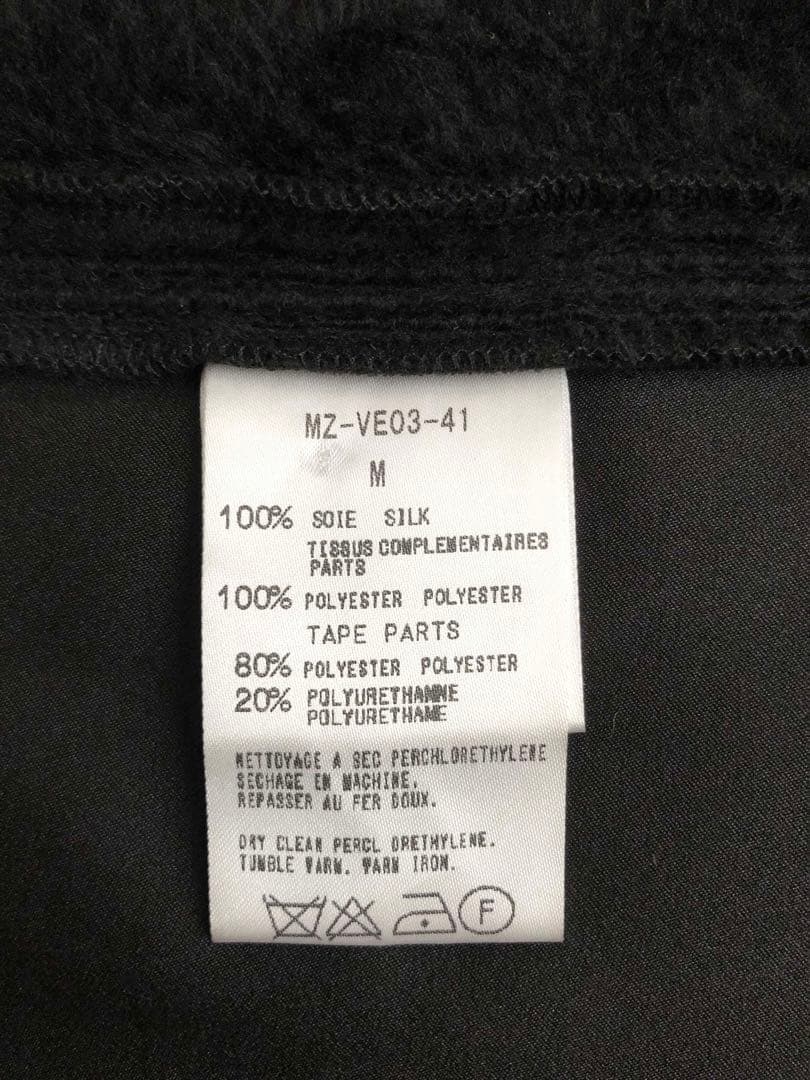 MZ-VE03-41
M
100% SOIE SILK
TISSUS COMPLEMENTAIRES
PARTS
100% POLYESTER POLYESTER
TAPE PARTS
80% POLYESTER POLYESTER
20% POLYURETHANNE
POLYURETHANE
NETTOYAGE A SEC PERCHLORETHYLENE
SECHAGE EN MACHINE.
REPASSER AU FER DOUX.
DRY CLEAN PERCL ORETHYLENE.
TUMBLE WARM. WARM IRON.
F